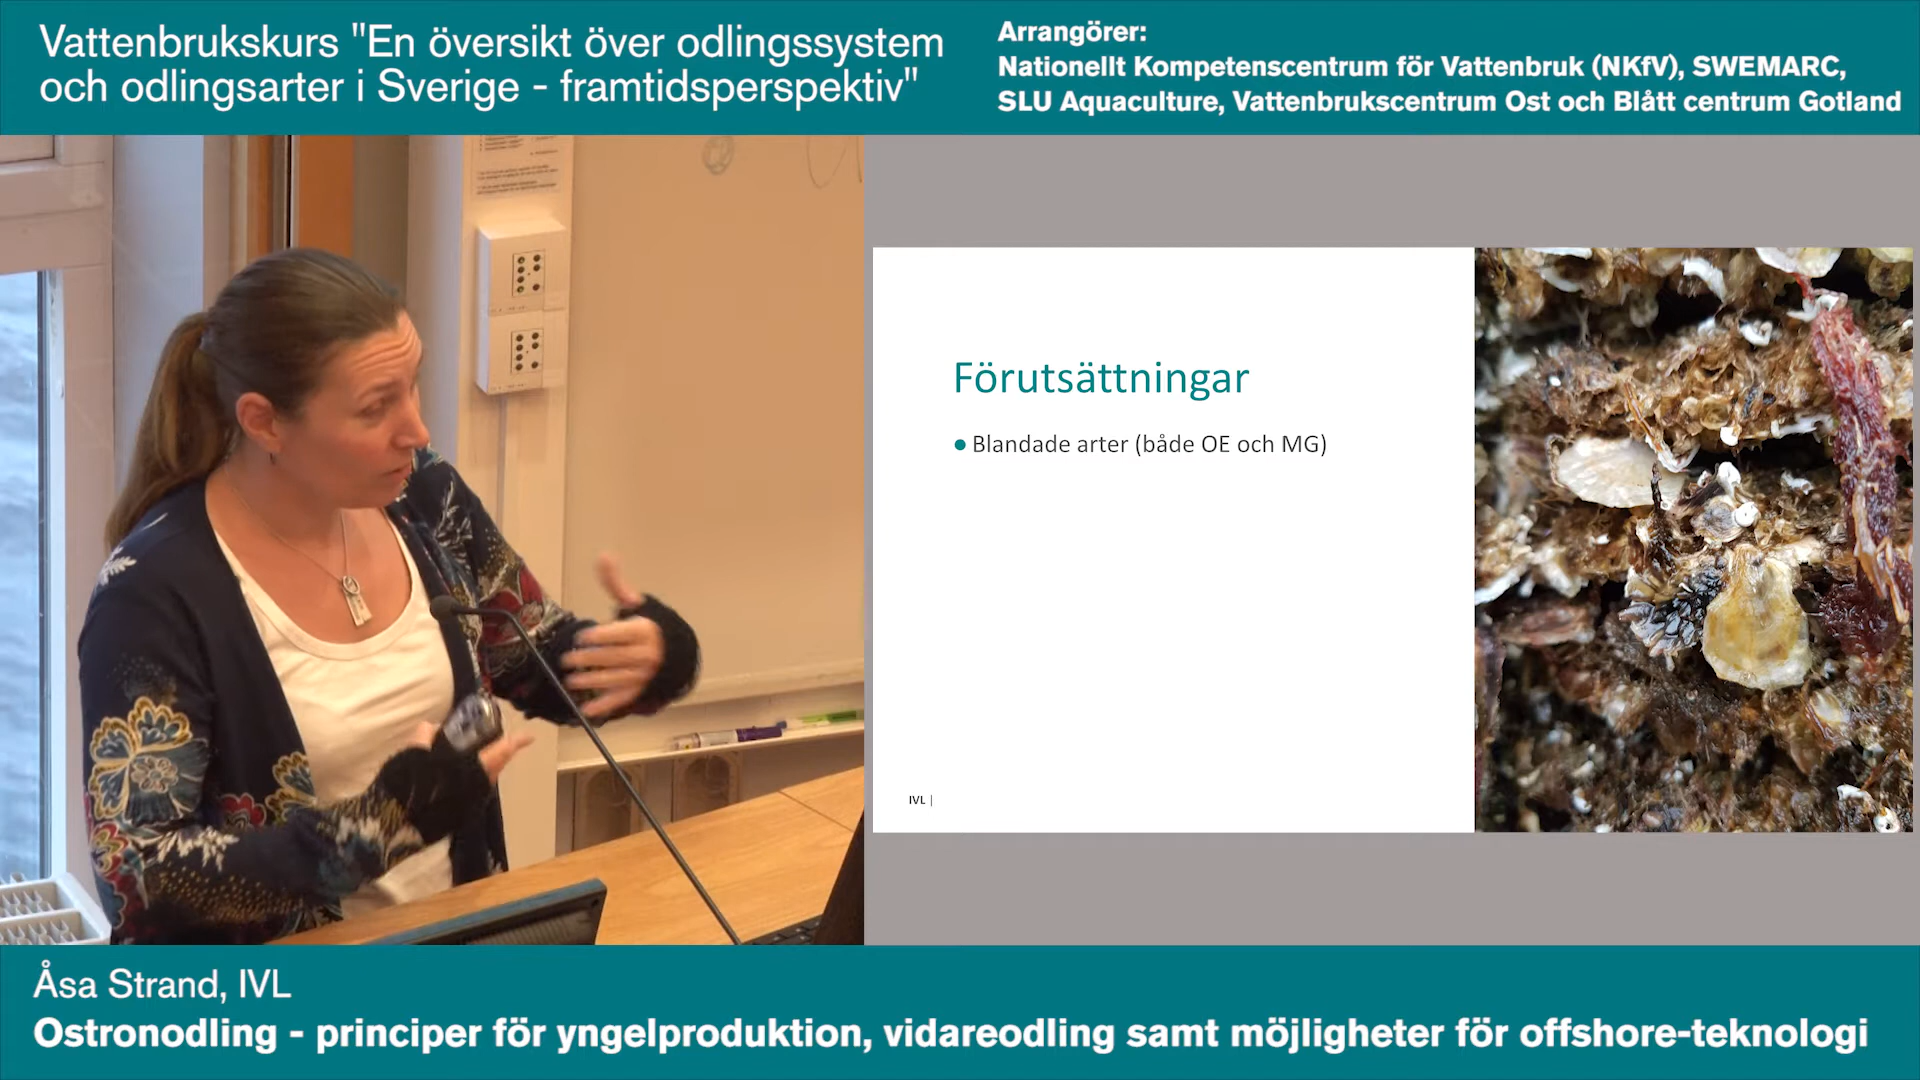 Vattenbrukskurs "En översikt över odlingssystem
och odlingsarter i Sverige - framtidsperspektiv"
Arrangörer:
Nationellt Kompetenscentrum för Vattenbruk (NKfV), SWEMARC,
SLU Aquaculture, Vattenbrukscentrum Ost och Blått centrum Gotland
Förutsättningar
● Blandade arter (både OE och MG)
IVL |
Åsa Strand, IVL
Ostronodling - principer för yngelproduktion, vidareodling samt möjligheter för offshore-teknologi